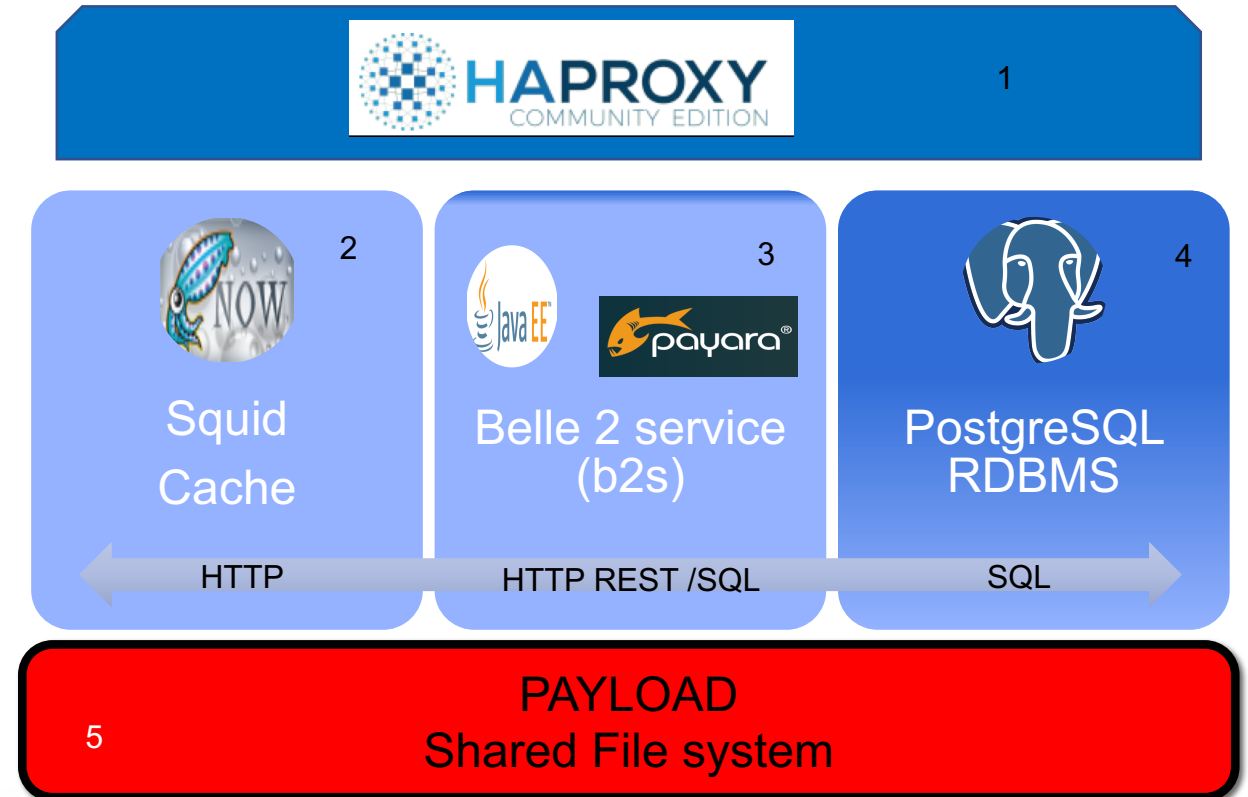 HAPROXY
COMMUNITY EDITION
1
2
NOW
Squid
Cache
3
Java EE™
payara®
Belle 2 service
(b2s)
4
PostgreSQL
RDBMS
HTTP
HTTP REST /SQL
SQL
PAYLOAD
Shared File system
5